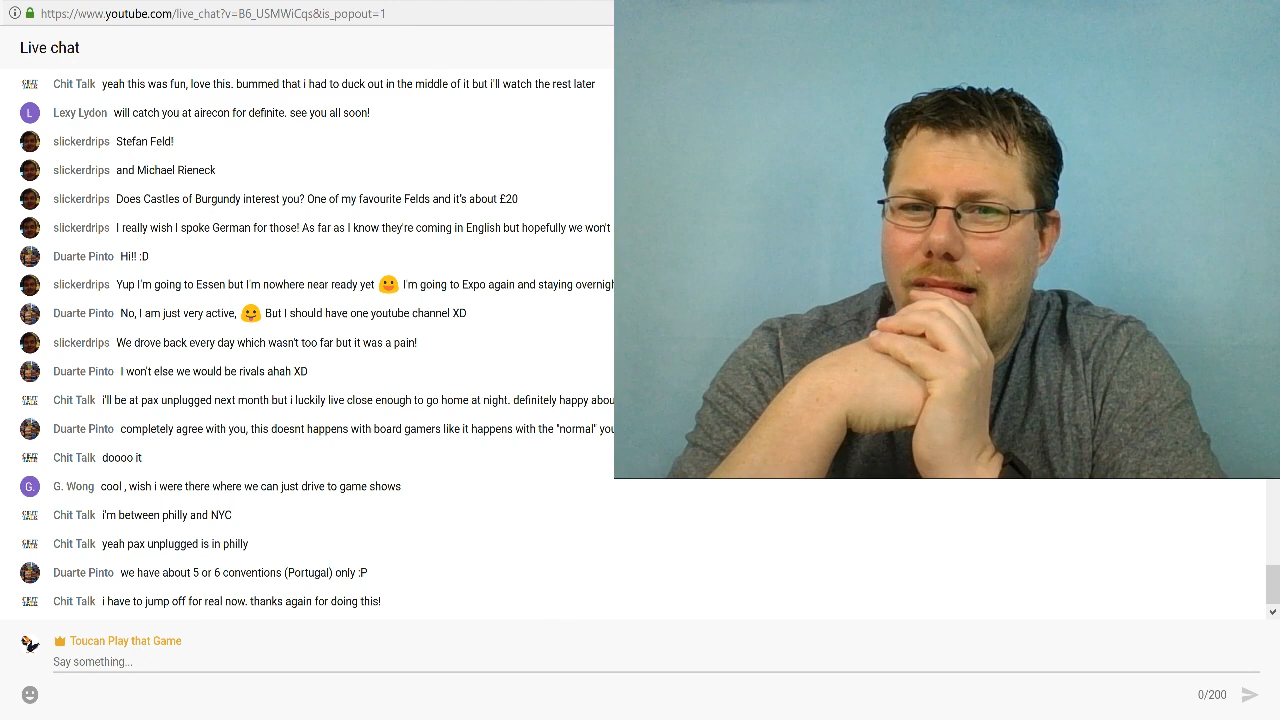 https://www.youtube.com/live_chat?v=B6_USMWiCqs&is_popout=1
Live chat
Chit Talk yeah this was fun, love this. bummed that i had to duck out in the middle of it but i'll watch the rest later
L Lexy Lydon will catch you at airecon for definite. see you all soon!
slickerdrips Stefan Feld!
slickerdrips and Michael Rieneck
slickerdrips Does Castles of Burgundy interest you? One of my favourite Felds and it's about £20
slickerdrips I really wish I spoke German for these Exit games as I know they're coming in English but hopefully we won't
Duarte Pinto Hi!! :D
slickerdrips Yup I'm going to Essen but I'm nowhere near ready yet 😀 I'm going to Expo again and staying
Duarte Pinto No, I am just very active, 😀 But I should have one youtube channel XD
slickerdrips We drove back every day which wasn't too far but it was a pain!
Duarte Pinto I won't else we would be rivals ahah XD
Chit Talk i'll be at pax unplugged next month but i luckily live close enough to go home at night. definitely happy
Duarte Pinto completely agree with you, this doesnt happens with board gamers like it happens with the "normal"
Chit Talk doooo it
G. G. Wong cool , wish i were there where we can just drive to game shows
Chit Talk i'm between philly and NYC
Chit Talk yeah pax unplugged is in philly
Duarte Pinto we have about 5 or 6 conventions (Portugal) only :P
Chit Talk i have to jump off for real now. thanks again for doing this!
Toucan Play that Game
Say something...
0/200